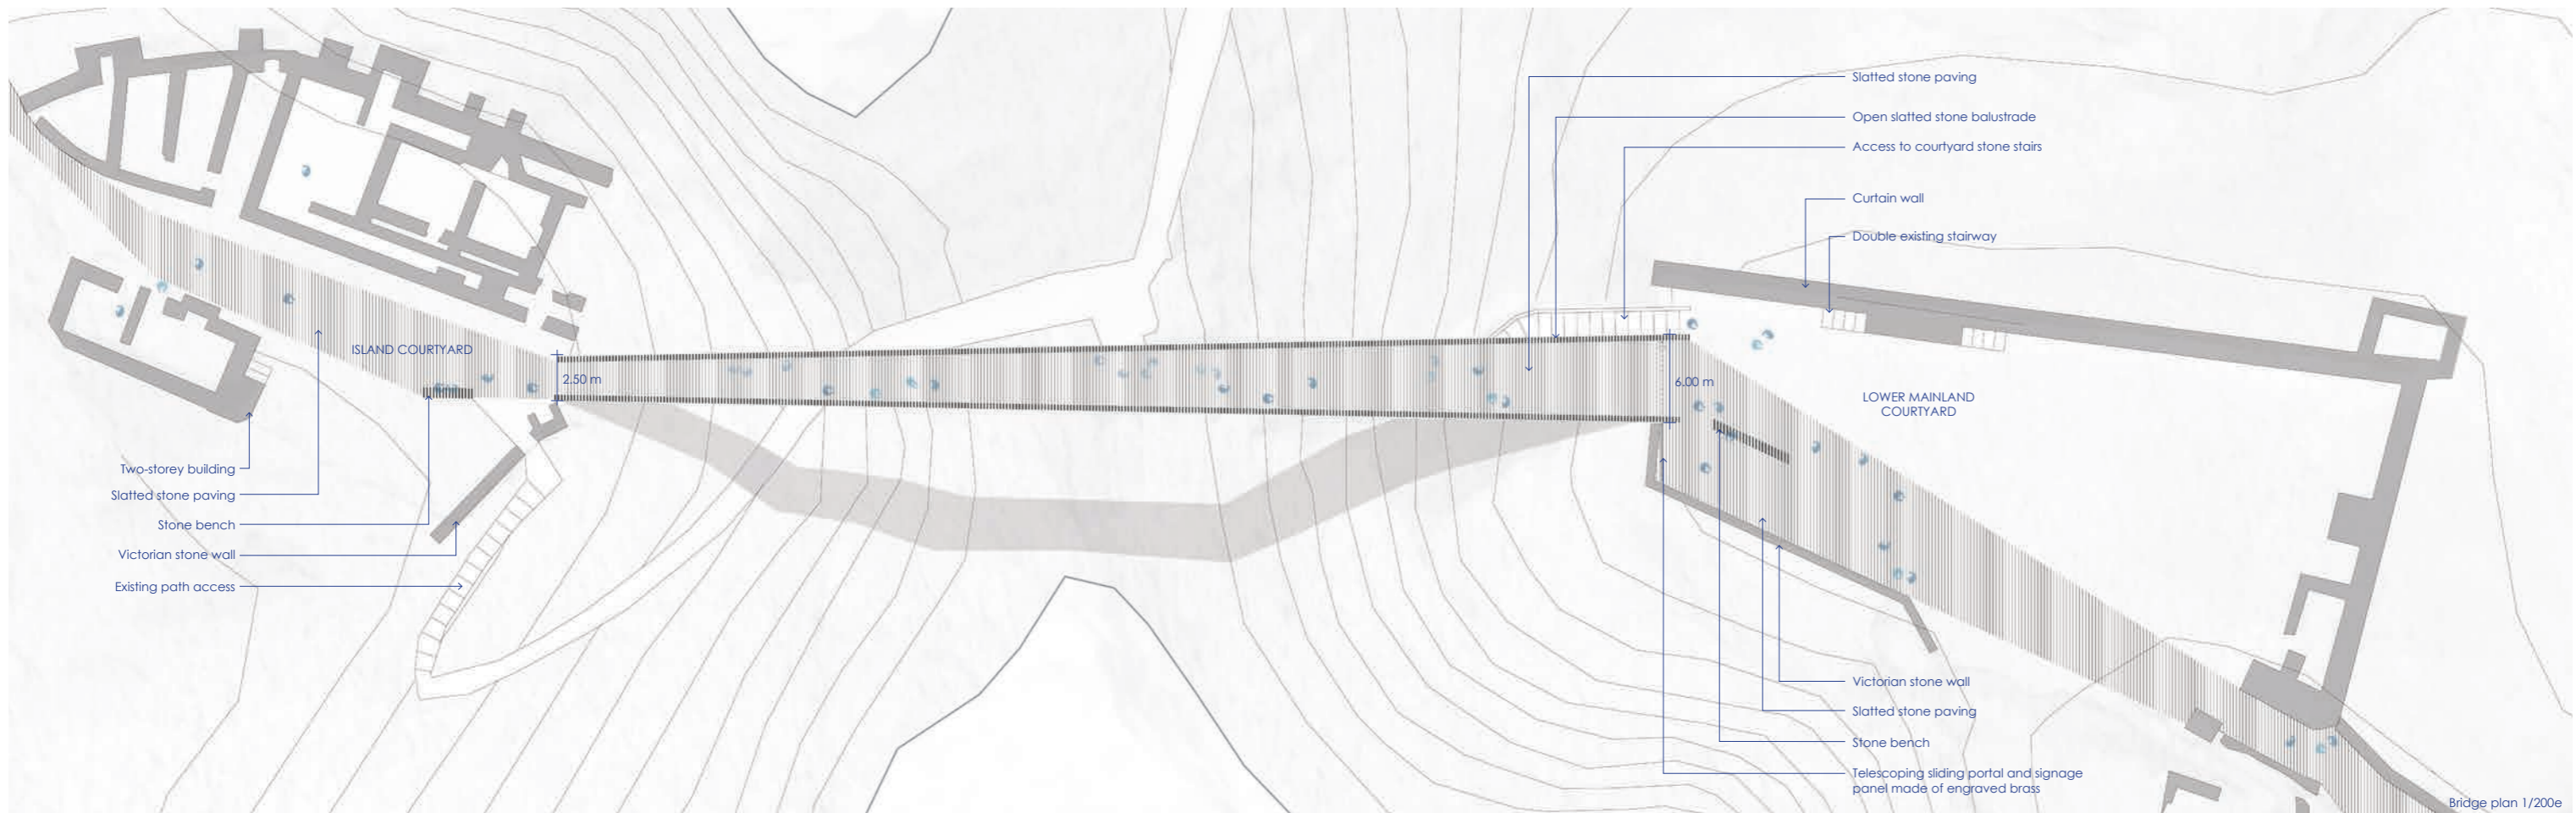 Slatted stone paving
Open slatted stone balustrade
Access to courtyard stone stairs
Curtain wall
Double existing stairway
ISLAND COURTYARD
2.50 m
6.00 m
LOWER MAINLAND
COURTYARD
Two-storey building
Slatted stone paving
Stone bench
Victorian stone wall
Existing path access
Victorian stone wall
Slatted stone paving
Stone bench
Telescoping sliding portal and signage
panel made of engraved brass
Bridge plan 1/200e